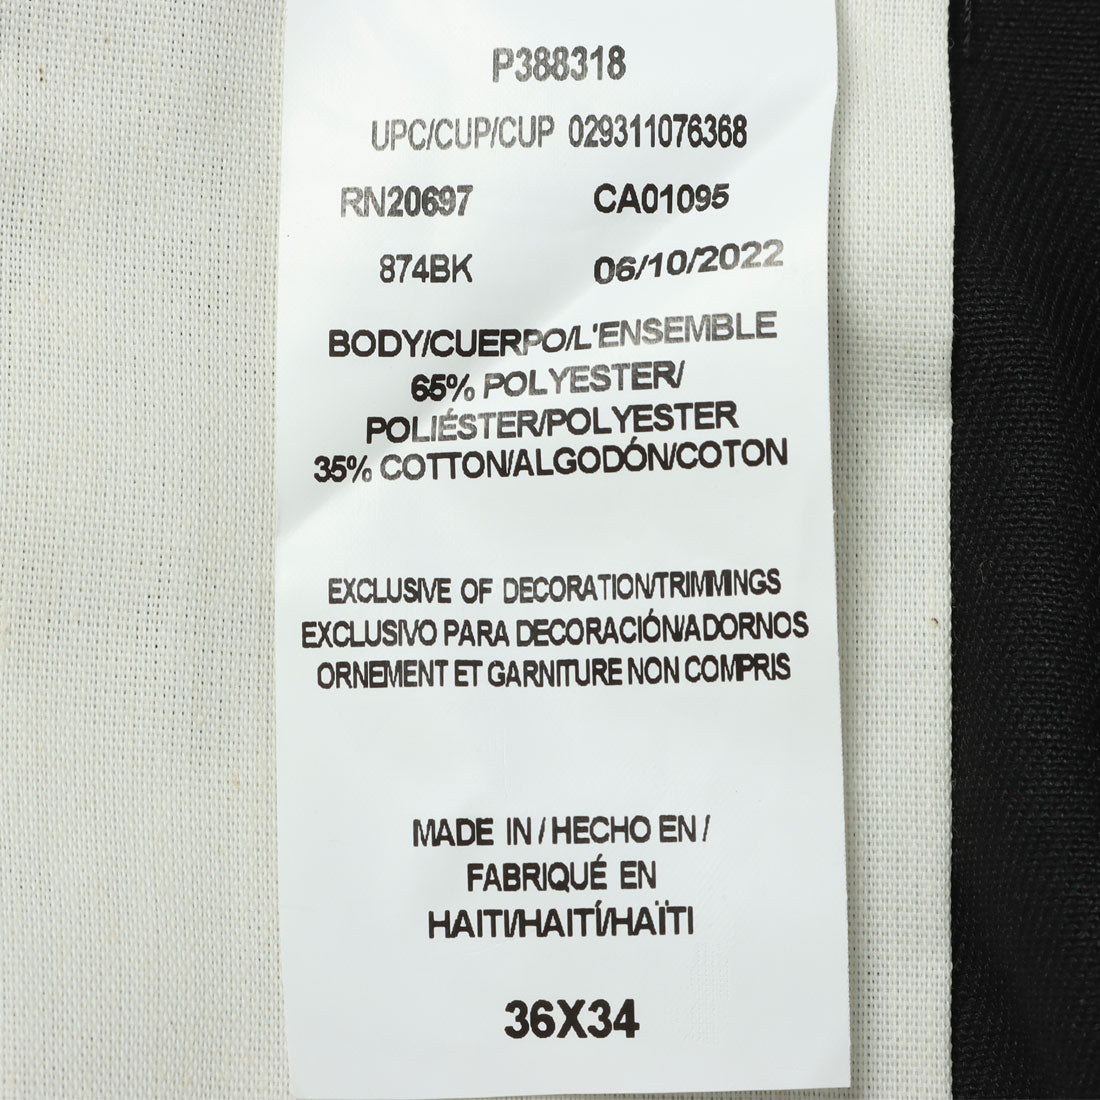 P388318
UPC/CUP/CUP 029311076368
RN20697 CA01095
874BK 06/10/2022
BODY/CUERPO/L'ENSEMBLE
65% POLYESTER/
POLIÉSTER/POLYESTER
35% COTTON/ALGODÓN/COTON
EXCLUSIVE OF DECORATION/TRIMMINGS
EXCLUSIVO PARA DECORACIÓN/ADORNOS
ORNEMENT ET GARNITURE NON COMPRIS
MADE IN / HECHO EN /
FABRIQUÉ EN
HAITI/HAITÍ/HAÏTI
36X34